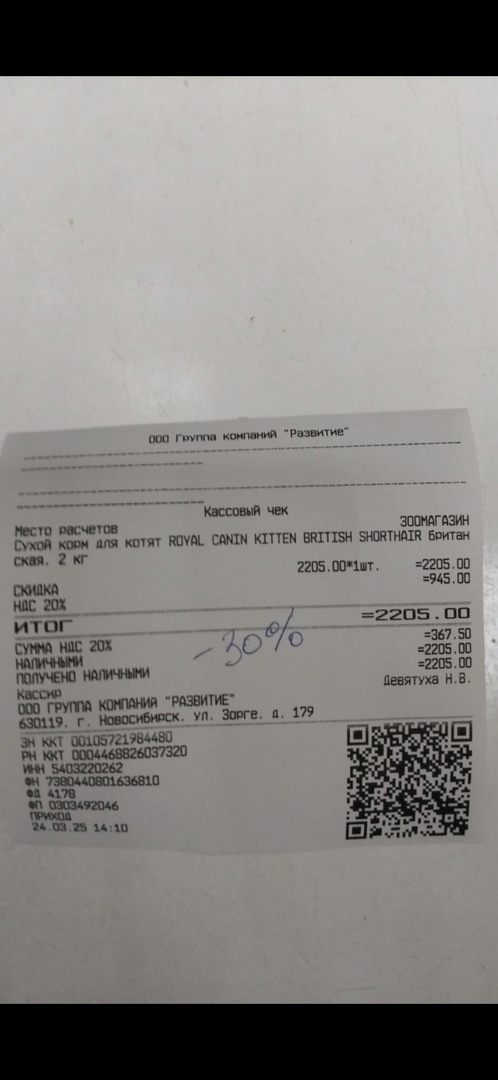 ООО Группа компаний "Развитие"
Кассовый чек
Место расчетов ЗООМАГАЗИН
Сухой корм для котят ROYAL CANIN KITTEN BRITISH SHORTHAIR британ
ская. 2 кг
2205.00*1шт. =2205.00
СКИДКА =945.00
НДС 20%
ИТОГ =2205.00
СУММА НДС 20% =367.50
НАЛИЧНЫМИ =2205.00
ПОЛУЧЕНО НАЛИЧНЫМИ =2205.00
-30%
Кассир Девятуха Н.В.
ООО ГРУППА КОМПАНИЯ "РАЗВИТИЕ"
630119. г. Новосибирск. ул. Зорге. д. 179
ЗН ККТ 00105721984480
РН ККТ 0004468826037320
ИНН 5403220262
ФН 7380440801636810
ФД 4178
ФП 0303492046
ПРИХОД
24.03.25 14:10